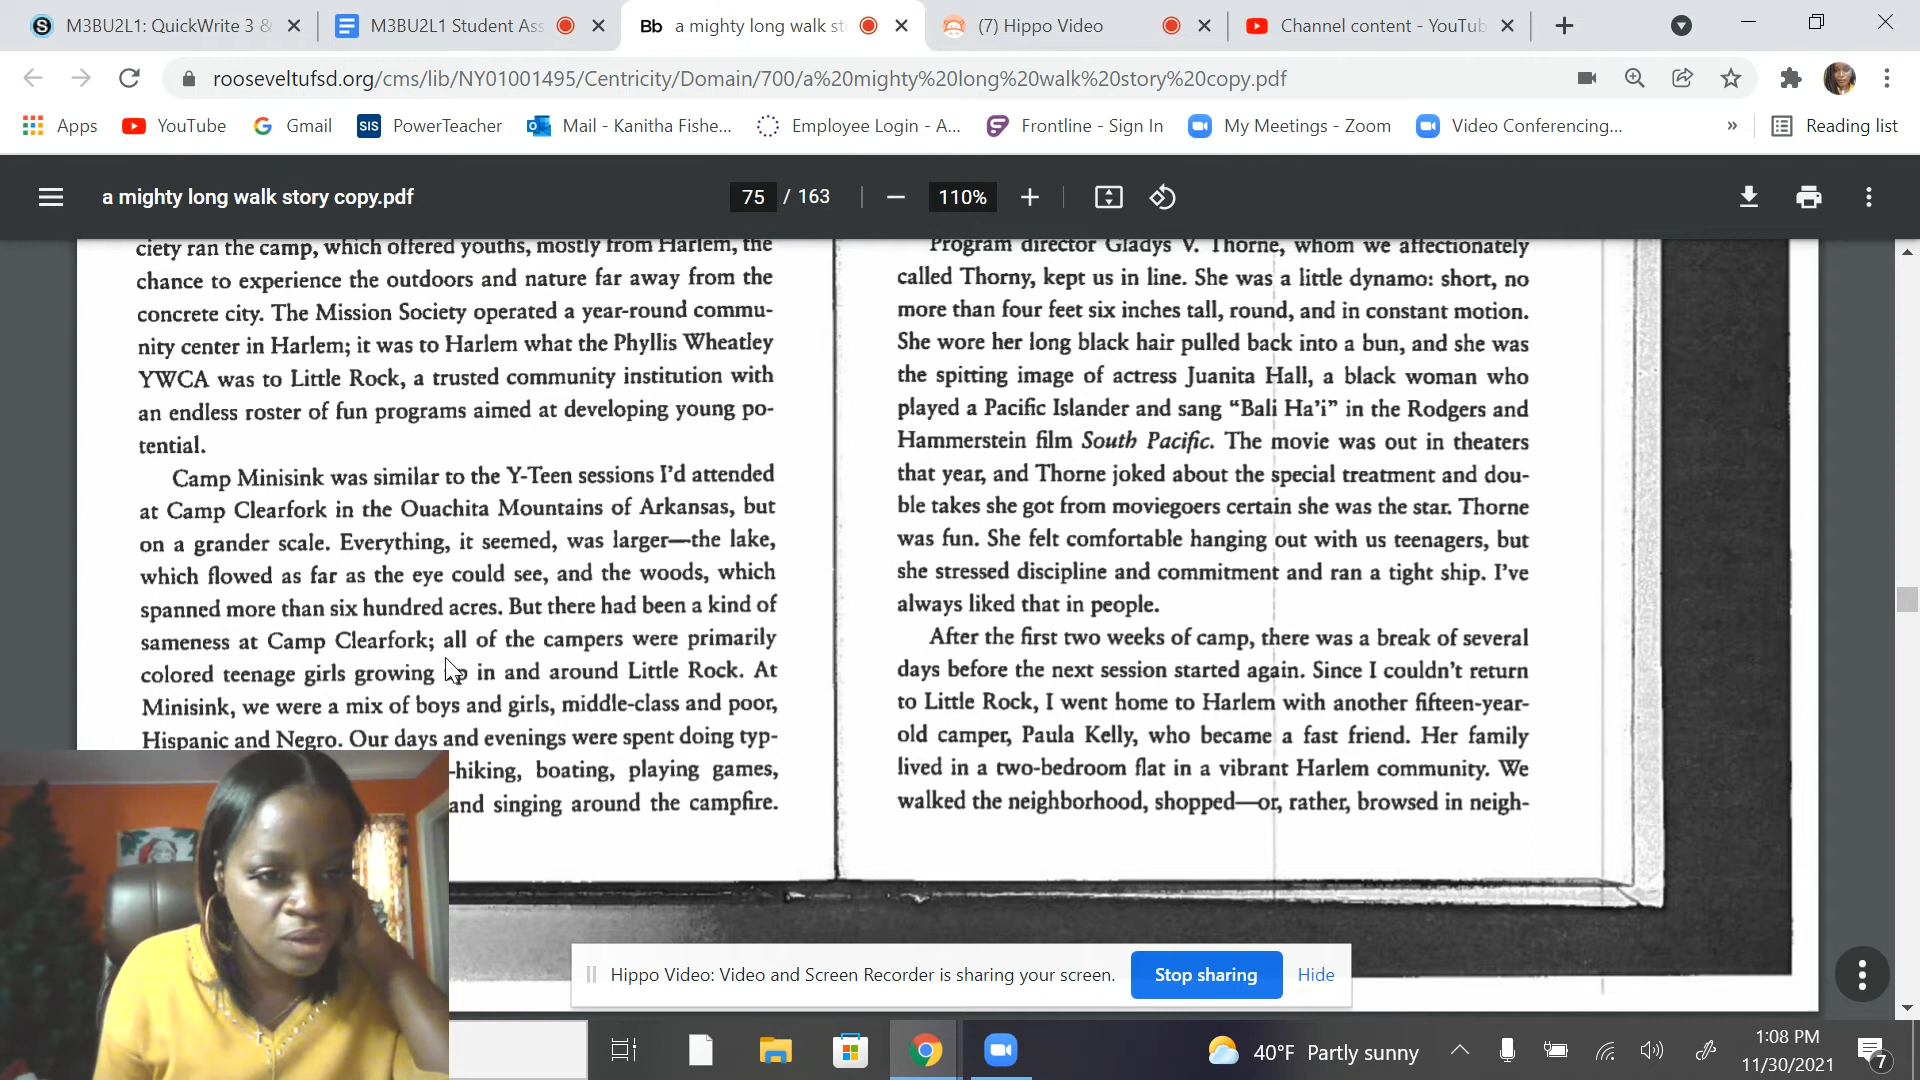 M3BU2L1: QuickWrite 3 &
M3BU2L1 Student Ass
Bb a mighty long walk st
(7) Hippo Video
Channel content - YouTub
rooseveltufsd.org/cms/lib/NY01001495/Centricity/Domain/700/a%20mighty%20long%20walk%20story%20copy.pdf
Apps
YouTube
Gmail
SIS PowerTeacher
Mail - Kanitha Fishe...
Employee Login - A...
Frontline - Sign In
My Meetings - Zoom
Video Conferencing...
»
Reading list
a mighty long walk story copy.pdf
75 / 163
110%
ciety ran the camp, which offered youths, mostly from Harlem, the
chance to experience the outdoors and nature far away from the
concrete city. The Mission Society operated a year-round commu-
nity center in Harlem; it was to Harlem what the Phyllis Wheatley
YWCA was to Little Rock, a trusted community institution with
an endless roster of fun programs aimed at developing young po-
tential.
Camp Minisink was similar to the Y-Teen sessions I'd attended
at Camp Clearfork in the Ouachita Mountains of Arkansas, but
on a grander scale. Everything, it seemed, was larger—the lake,
which flowed as far as the eye could see, and the woods, which
spanned more than six hundred acres. But there had been a kind of
sameness at Camp Clearfork; all of the campers were primarily
colored teenage girls growing up in and around Little Rock. At
Minisink, we were a mix of boys and girls, middle-class and poor,
Hispanic and Negro. Our days and evenings were spent doing typ-
-hiking, boating, playing games,
and singing around the campfire.
Program director Gladys V. Thorne, whom we affectionately
called Thorny, kept us in line. She was a little dynamo: short, no
more than four feet six inches tall, round, and in constant motion.
She wore her long black hair pulled back into a bun, and she was
the spitting image of actress Juanita Hall, a black woman who
played a Pacific Islander and sang "Bali Ha'i" in the Rodgers and
Hammerstein film South Pacific. The movie was out in theaters
that year, and Thorne joked about the special treatment and dou-
ble takes she got from moviegoers certain she was the star. Thorne
was fun. She felt comfortable hanging out with us teenagers, but
she stressed discipline and commitment and ran a tight ship. I've
always liked that in people.
After the first two weeks of camp, there was a break of several
days before the next session started again. Since I couldn't return
to Little Rock, I went home to Harlem with another fifteen-year-
old camper, Paula Kelly, who became a fast friend. Her family
lived in a two-bedroom flat in a vibrant Harlem community. We
walked the neighborhood, shopped—or, rather, browsed in neigh-
Hippo Video: Video and Screen Recorder is sharing your screen.
Stop sharing
Hide
40°F Partly sunny
1:08 PM
11/30/2021
7